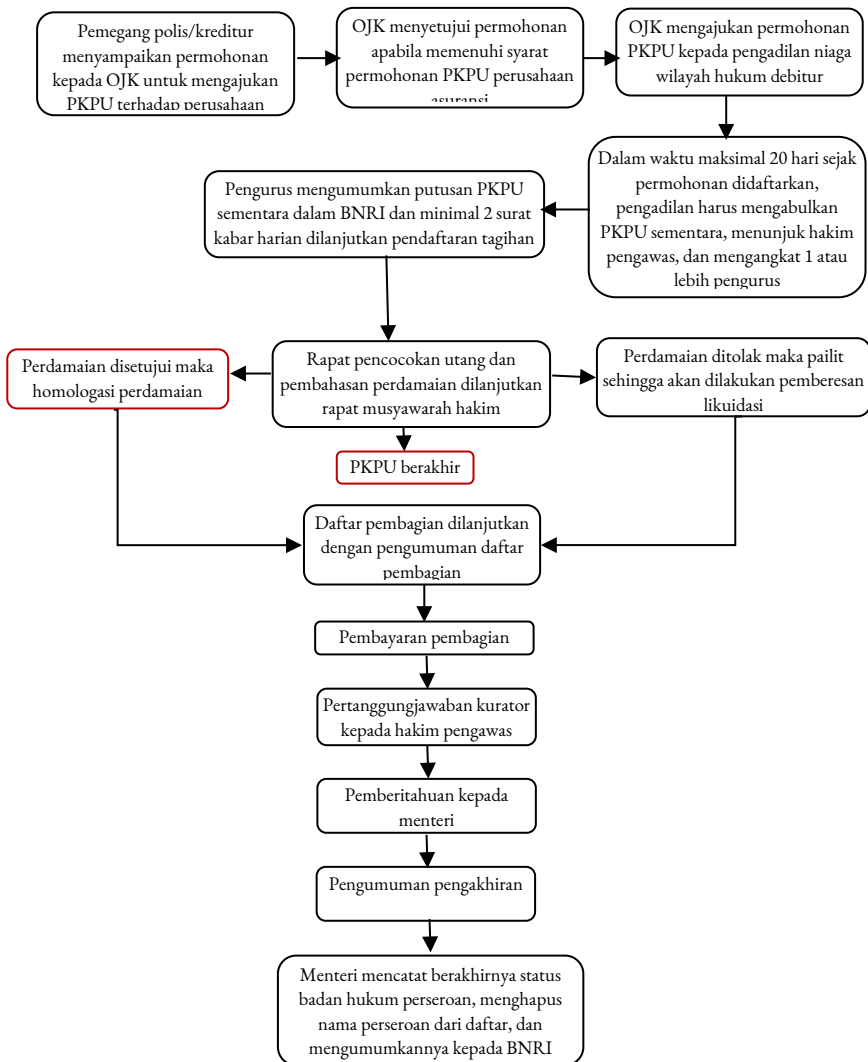 Pemegang polis/kreditur
menyampaikan permohonan
kepada OJK untuk mengajukan
PKPU terhadap perusahaan
OJK menyetujui permohonan
apabila memenuhi syarat
permohonan PKPU perusahaan
asuransi
OJK mengajukan permohonan
PKPU kepada pengadilan niaga
wilayah hukum debitur
Dalam waktu maksimal 20 hari sejak
permohonan didaftarkan,
pengadilan harus mengabulkan
PKPU sementara, menunjuk hakim
pengawas, dan mengangkat 1 atau
lebih pengurus
Pengurus mengumumkan putusan PKPU
sementara dalam BNRI dan minimal 2 surat
kabar harian dilanjutkan pendaftaran tagihan
Perdamaian disetujui maka
homologasi perdamaian
Rapat pencocokan utang dan
pembahasan perdamaian dilanjutkan
rapat musyawarah hakim
Perdamaian ditolak maka pailit
sehingga akan dilakukan pemberesan
likuidasi
PKPU berakhir
Daftar pembagian dilanjutkan
dengan pengumuman daftar
pembagian
Pembayaran pembagian
Pertanggungjawaban kurator
kepada hakim pengawas
Pemberitahuan kepada
menteri
Pengumuman pengakhiran
Menteri mencatat berakhirnya status
badan hukum perseroan, menghapus
nama perseroan dari daftar, dan
mengumumkannya kepada BNRI